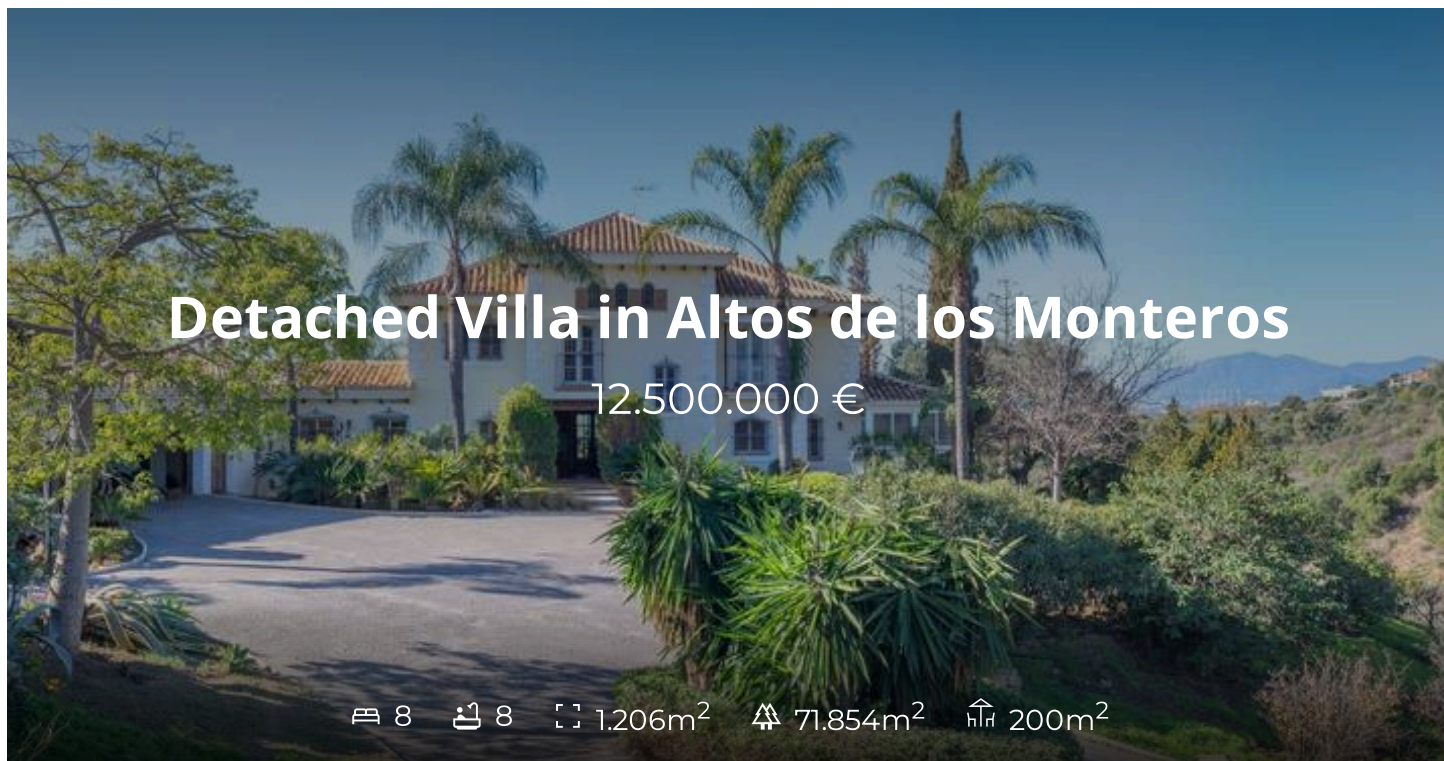 Detached Villa in Altos de los Monteros
12.500.000 €
8 8 1.206m² 71.854m² 200m²